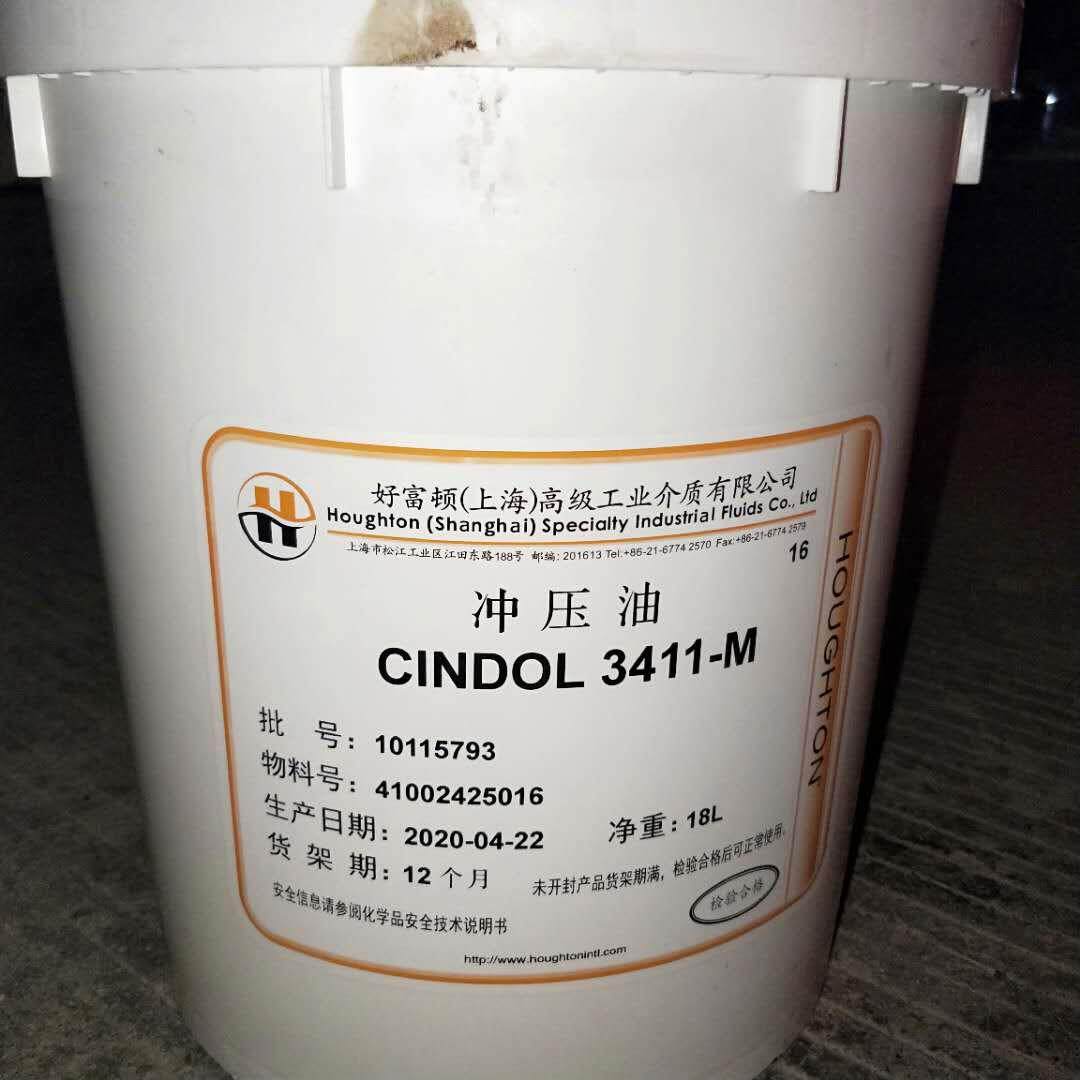 好富顿(上海)高级工业介质有限公司
Houghton (Shanghai) Specialty Industrial Fluids Co., Ltd
上海市松江工业区江田东路188号 邮编: 201613 Tel:+86-21-6774 2570 Fax:+86-21-6774 2579
16
冲压油
CINDOL 3411-M
批 号: 10115793
物料号: 41002425016
生产日期: 2020-04-22 净重: 18L
货架期: 12个月 未开封产品货架期满，检验合格后可正常使用.
检验合格
安全信息请参阅化学品安全技术说明书
http://www.houghtonintl.com
HOUGHTON